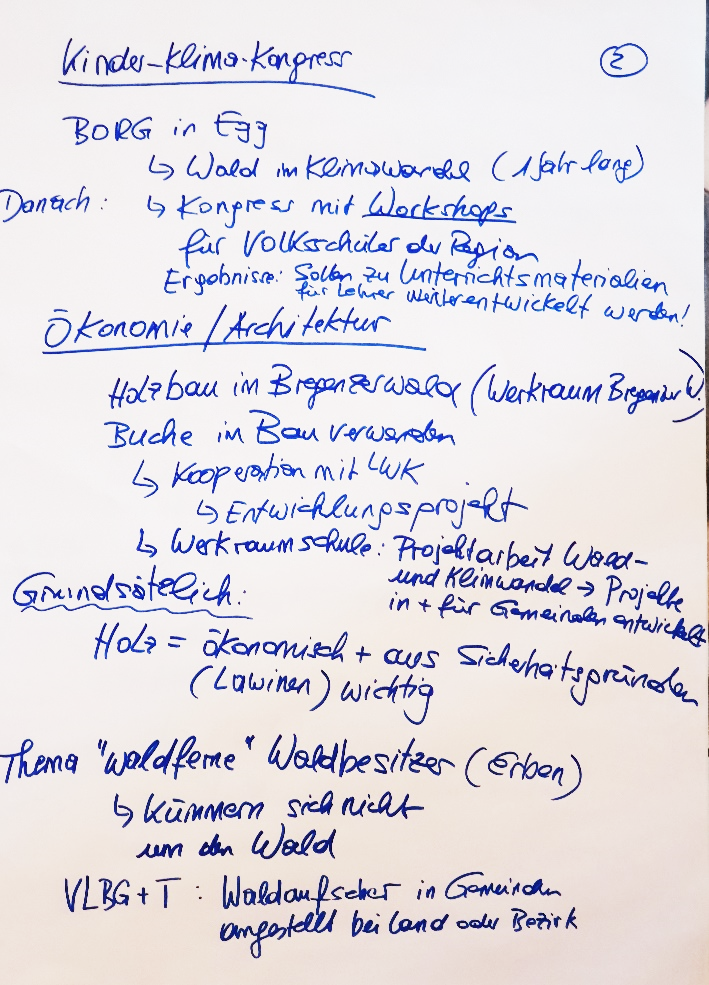 Kinder-Klima-Kongress
2
BORG in Egg
↳ Wald im Klimawandel (1 Jahr lang)
Danach: ↳ Kongress mit Workshops
für Volksschüler der Region
Ergebnisse: Sollen zu Unterrichtsmaterialien
für Lehrer weiterentwickelt werden!
Ökonomie/Architektur
Holzbau im Bregenzerwald (Werkraum Bregenzer W.)
Buche im Bau verwenden
↳ Kooperation mit LWK
↳ Entwicklungsprojekt
↳ Werkraumschule: Projektarbeit Wald-
und Klimwandel → Projekte
in + für Gemeinden entwickelt
Grundsätzlich:
Holz = ökonomisch + aus Sicherheitsgründen
(Lawinen) wichtig
Thema "waldferne" Waldbesitzer (Erben)
↳ Kümmern sich nicht
um den Wald
VLBG + T : Waldaufseher in Gemeinden
angestellt bei Land oder Bezirk